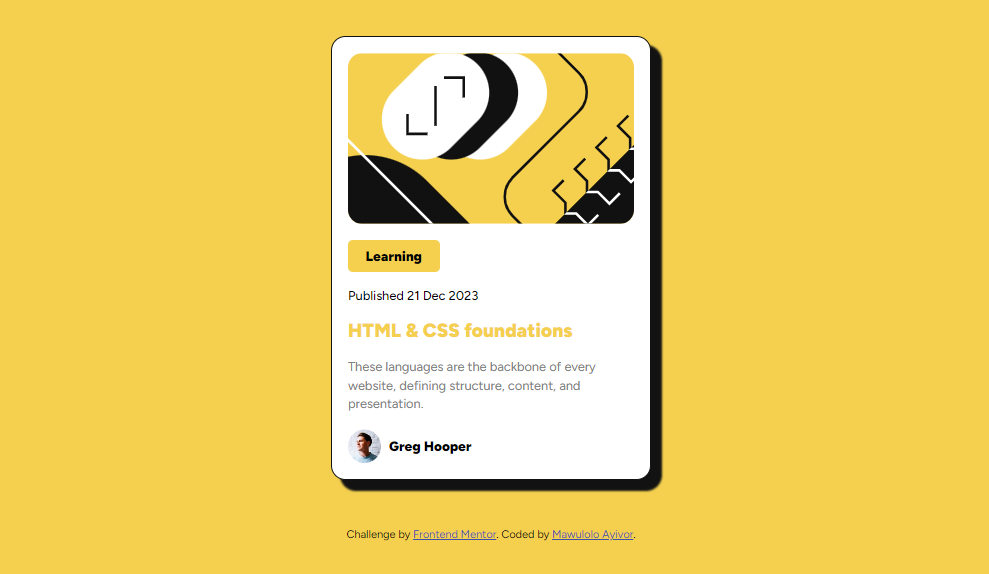 Learning
Published 21 Dec 2023
HTML & CSS foundations
These languages are the backbone of every
website, defining structure, content, and
presentation.
Greg Hooper
Challenge by Frontend Mentor. Coded by Mawulolo Ayivor.